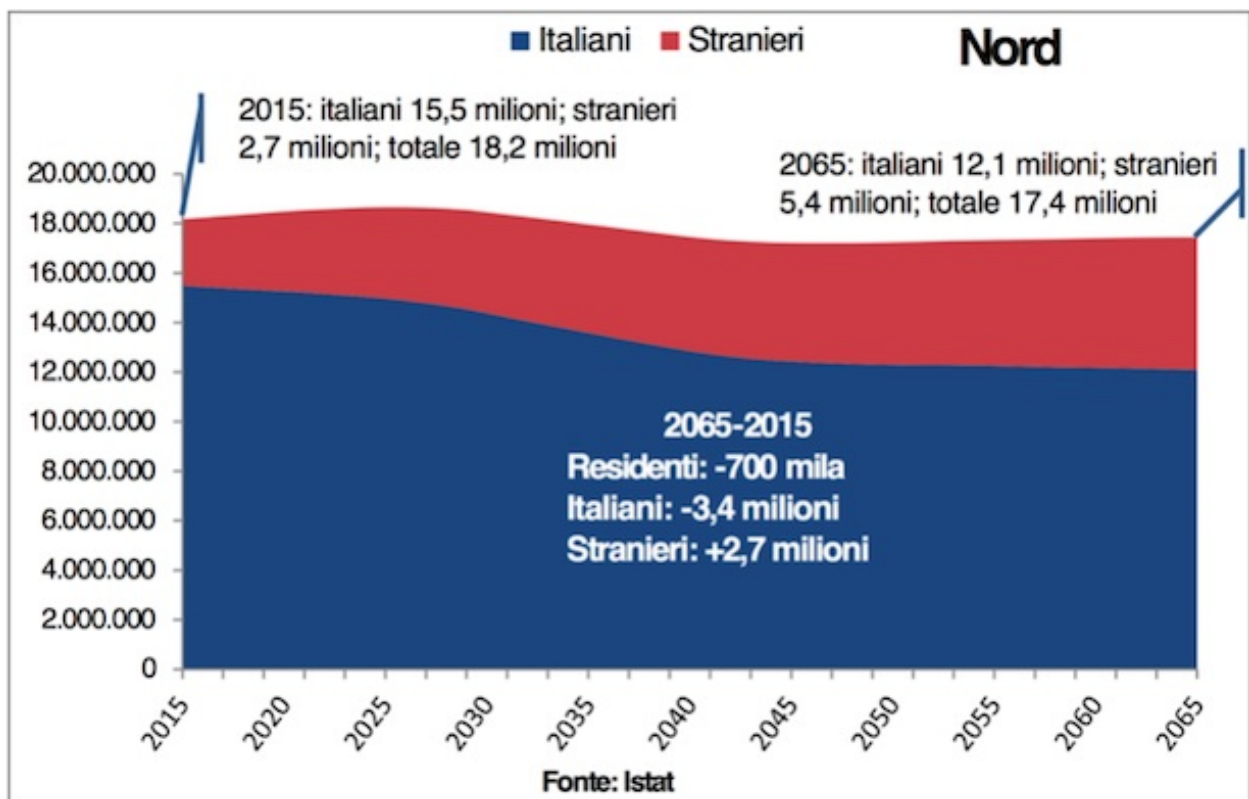 Italiani Stranieri
Nord
2015: italiani 15,5 milioni; stranieri
2,7 milioni; totale 18,2 milioni
2065: italiani 12,1 milioni; stranieri
5,4 milioni; totale 17,4 milioni
20.000.000
18.000.000
16.000.000
14.000.000
12.000.000
10.000.000
8.000.000
6.000.000
4.000.000
2.000.000
0
2065-2015
Residenti: -700 mila
Italiani: -3,4 milioni
Stranieri: +2,7 milioni
2015 2020 2025 2030 2035 2040 2045 2050 2055 2060 2065
Fonte: Istat